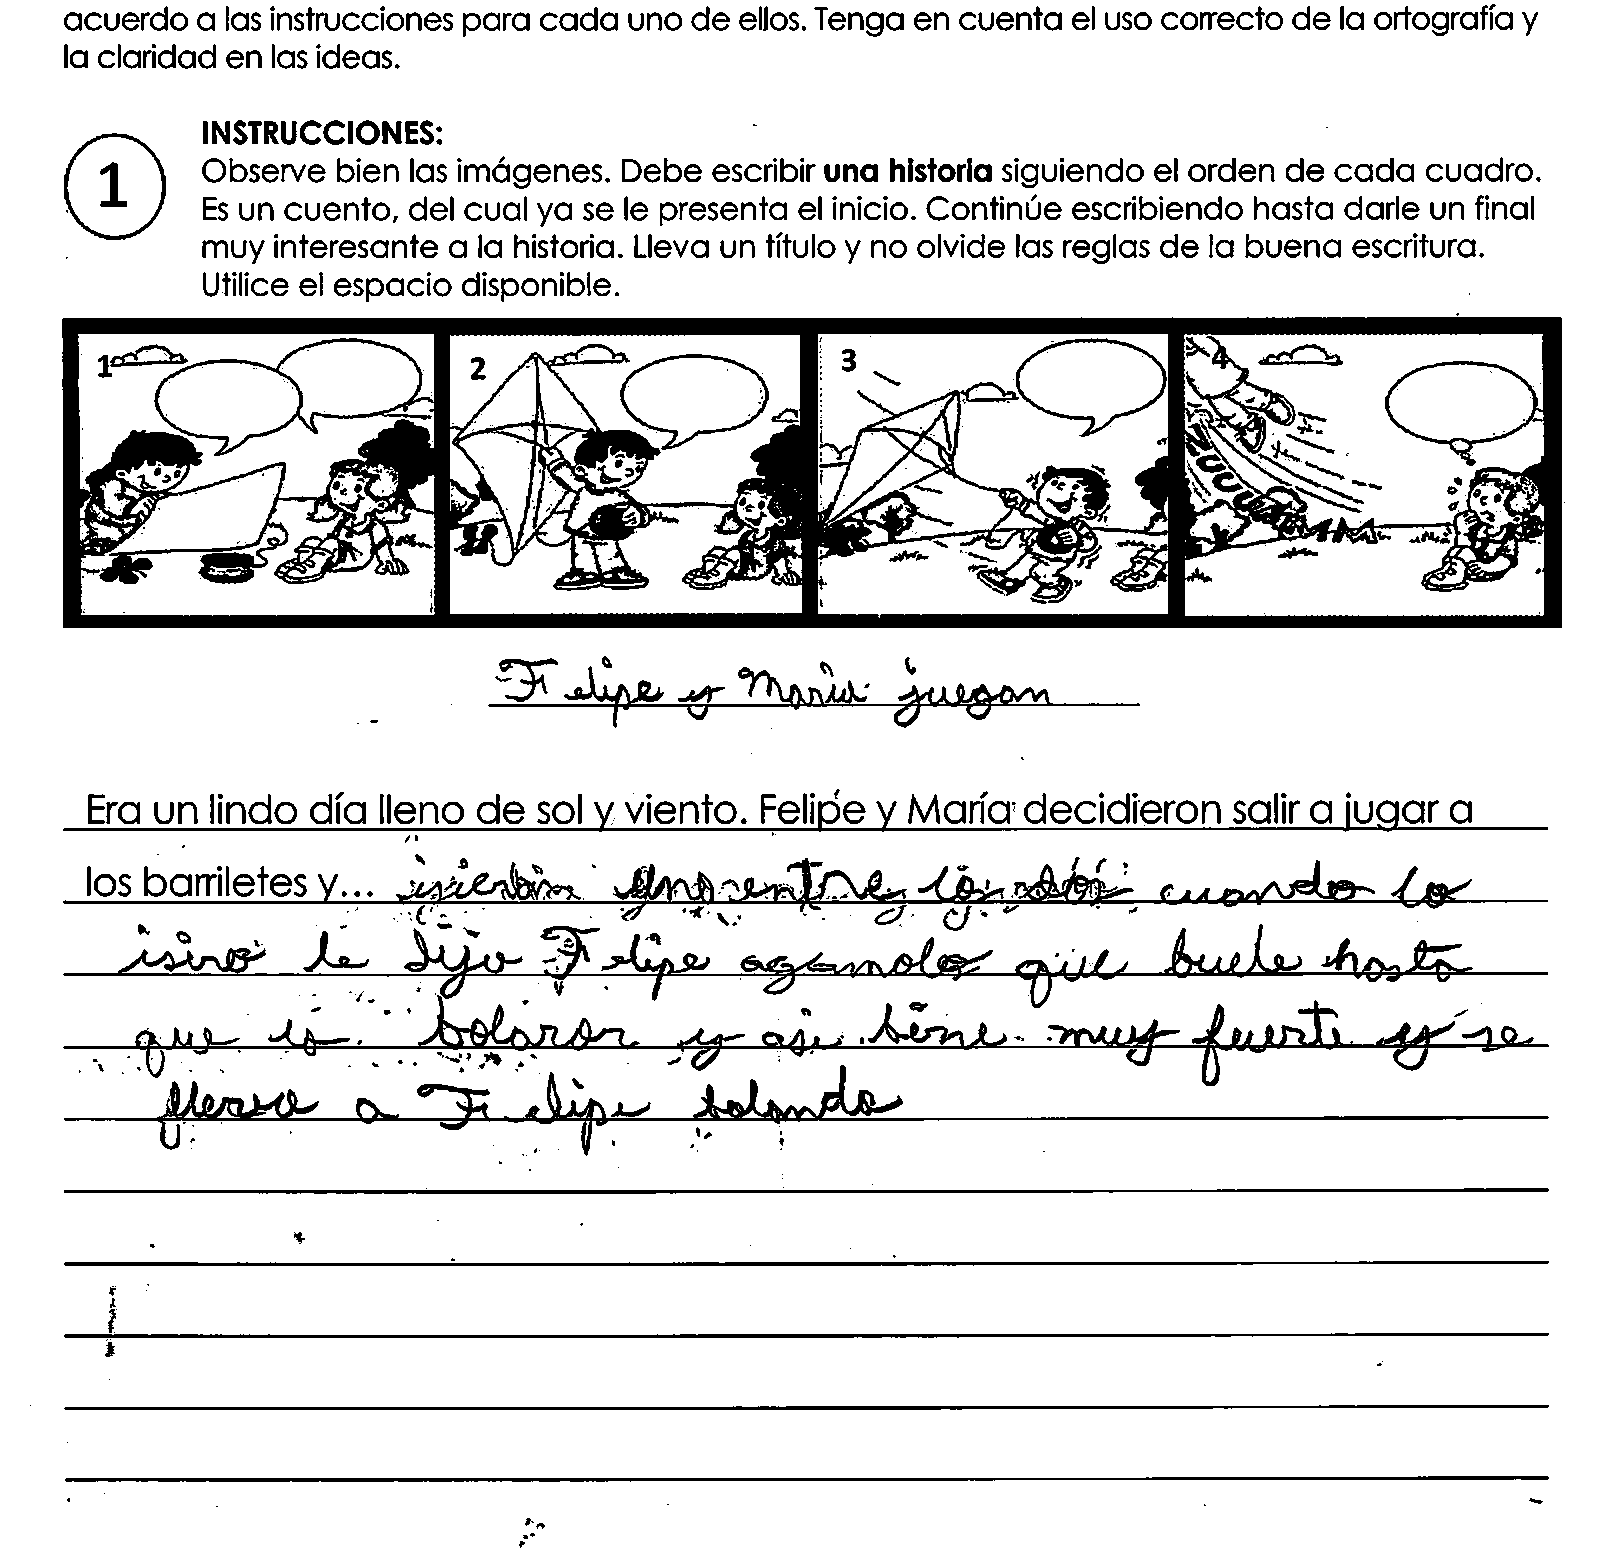 acuerdo a las instrucciones para cada uno de ellos. Tenga en cuenta el uso correcto de la ortografía y
la claridad en las ideas.
1
INSTRUCCIONES:
Observe bien las imágenes. Debe escribir una historia siguiendo el orden de cada cuadro.
Es un cuento, del cual ya se le presenta el inicio. Continúe escribiendo hasta darle un final
muy interesante a la historia. Lleva un título y no olvide las reglas de la buena escritura.
Utilice el espacio disponible.
1 2 3 4
Felipe y Maria juegan
Era un lindo día lleno de sol y viento. Felipe y María decidieron salir a jugar a
los barriletes y... isieron uno entre los dos cuando lo
isiro le dijo Felipe agamolo que buele hasta
que lo bolaron y asi bine muy fuerte y se
lleva a Felipe bolando